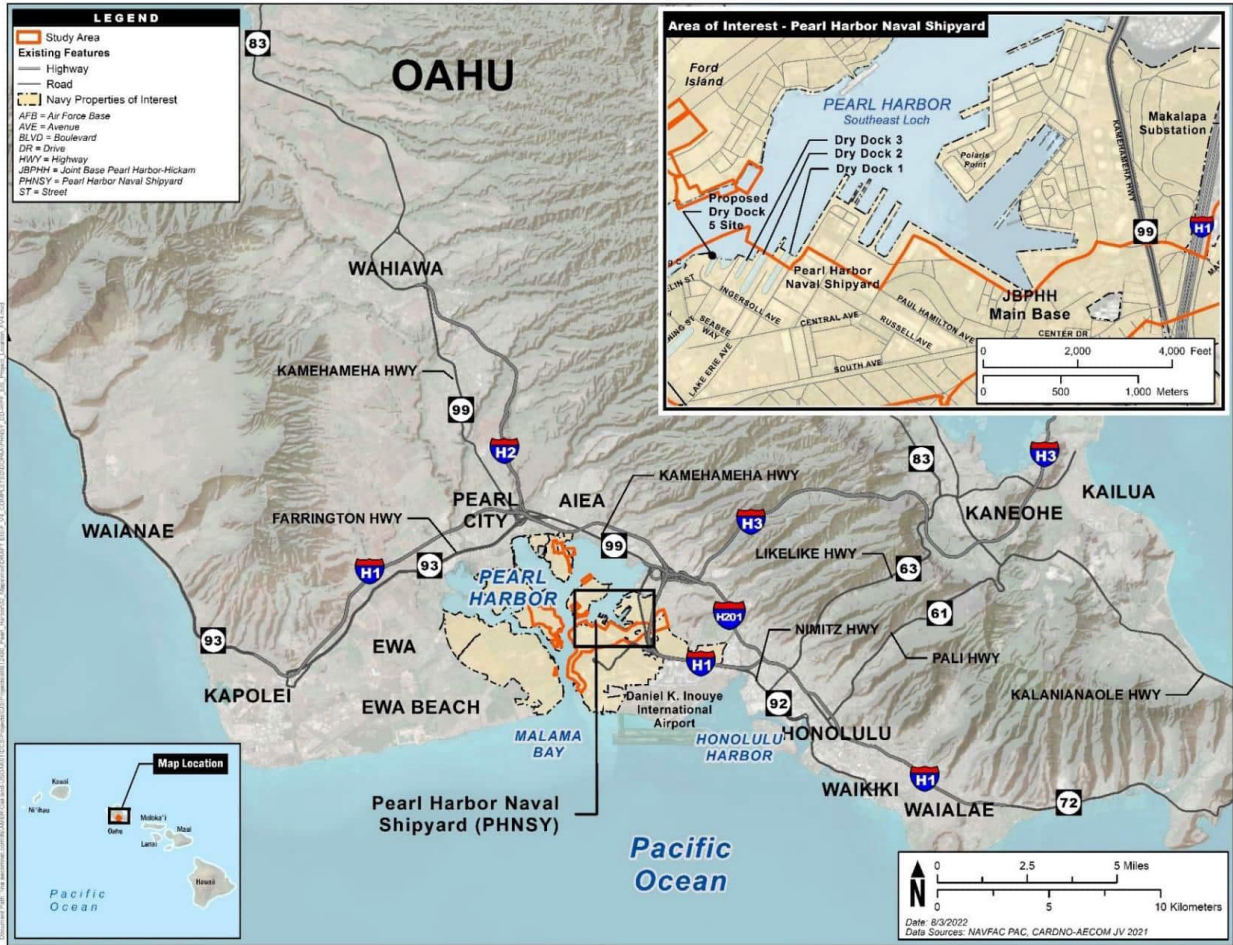 LEGEND
Study Area
Existing Features
Highway
Road
Navy Properties of Interest
AFB = Air Force Base
AVE = Avenue
BLVD = Boulevard
DR = Drive
HWY = Highway
JBPHH = Joint Base Pearl Harbor-Hickam
PHNSY = Pearl Harbor Naval Shipyard
ST = Street
83
OAHU
Area of Interest - Pearl Harbor Naval Shipyard
Ford
Island
PEARL HARBOR
Southeast Loch
Dry Dock 3
Dry Dock 2
Dry Dock 1
Proposed
Dry Dock
5 Site
Polaris
Point
KAMEHAMEHA HWY
Makalapa
Substation
99
H1
Pearl Harbor
Naval Shipyard
JBPHH
Main Base
INGERSOLL AVE
CENTRAL AVE
PAUL HAMILTON AVE
RUSSELL AVE
CENTER DR
SEABEE
WAY
LAKE ERIE AVE
SOUTH AVE
0 2,000 4,000 Feet
0 500 1,000 Meters
WAHIAWA
KAMEHAMEHA HWY
99
H2
WAIANAE
FARRINGTON HWY
PEARL
CITY
AIEA
KAMEHAMEHA HWY
99
H3
83
H3
KAILUA
KANEOHE
LIKELIKE HWY
63
61
H1
93
PEARL
HARBOR
H201
NIMITZ HWY
PALI HWY
KALANIANAOLE HWY
93
KAPOLEI
EWA
EWA BEACH
H1
Daniel K. Inouye
International
Airport
92
MALAMA
BAY
HONOLULU
HARBOR
HONOLULU
WAIKIKI
H1
WAIALAE
72
Pearl Harbor Naval
Shipyard (PHNSY)
Pacific
Ocean
Map Location
Kauai
Ni'ihau
Oahu
Moloka'i
Lanai
Maui
Hawaii
Pacific
Ocean
N
0 2.5 5 Miles
0 5 10 Kilometers
Date: 8/3/2022
Data Sources: NAVFAC PAC, CARDNO-AECOM JV 2021